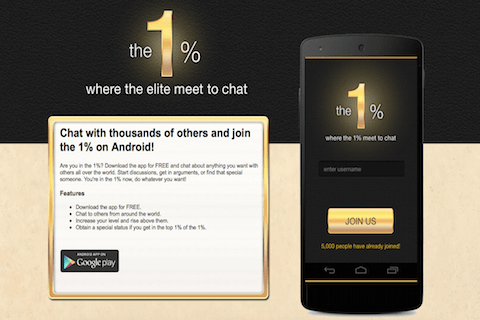 the 1%
where the elite meet to chat
Chat with thousands of others and join
the 1% on Android!
Are you in the 1%? Download the app for FREE and chat about anything you want with
others all over the world. Start discussions, get in arguments, or find that special
someone. You're in the 1% now, do whatever you want!
Features
Download the app for FREE.
Chat to others from around the world.
Increase your level and rise above them.
Obtain a special status if you get in the top 1% of the 1%.
ANDROID APP ON
Google play
the 1%
where the 1% meet to chat
enter username
JOIN US
5,000 people have already joined!